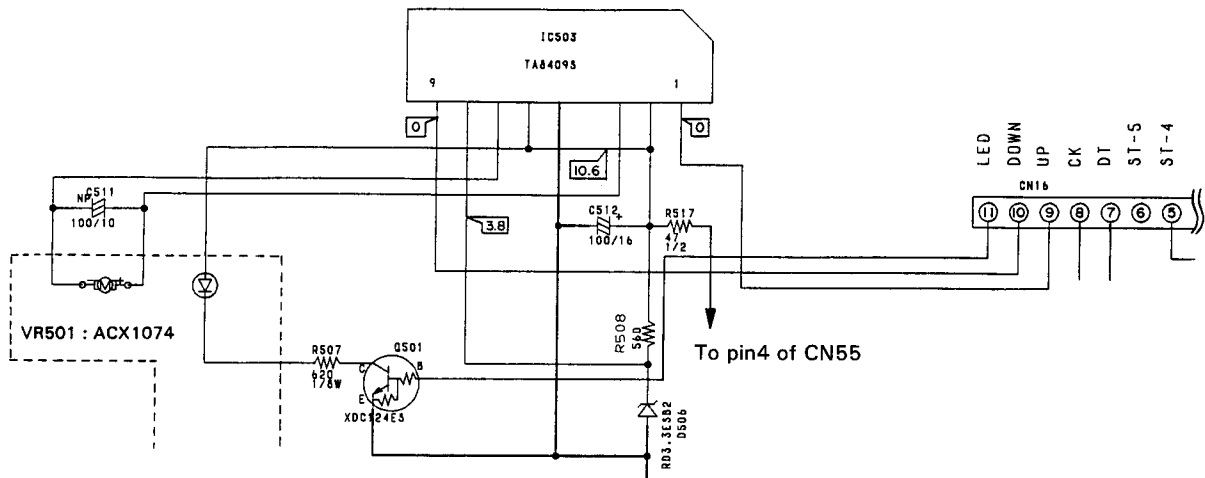 IC503
TA8409S
9
1
0
0
10.6
3.8
LED
DOWN
UP
CK
DT
ST-5
ST-4
CN16
11
10
9
8
7
6
5
C511
NP
100/10
C512
+
100/16
R517
47
1/2
+
M
VR501 : ACX1074
R507
620
1/8W
Q501
C
B
E
XDC124ES
R508
560
To pin4 of CN55
RD3.3ESB2
D506